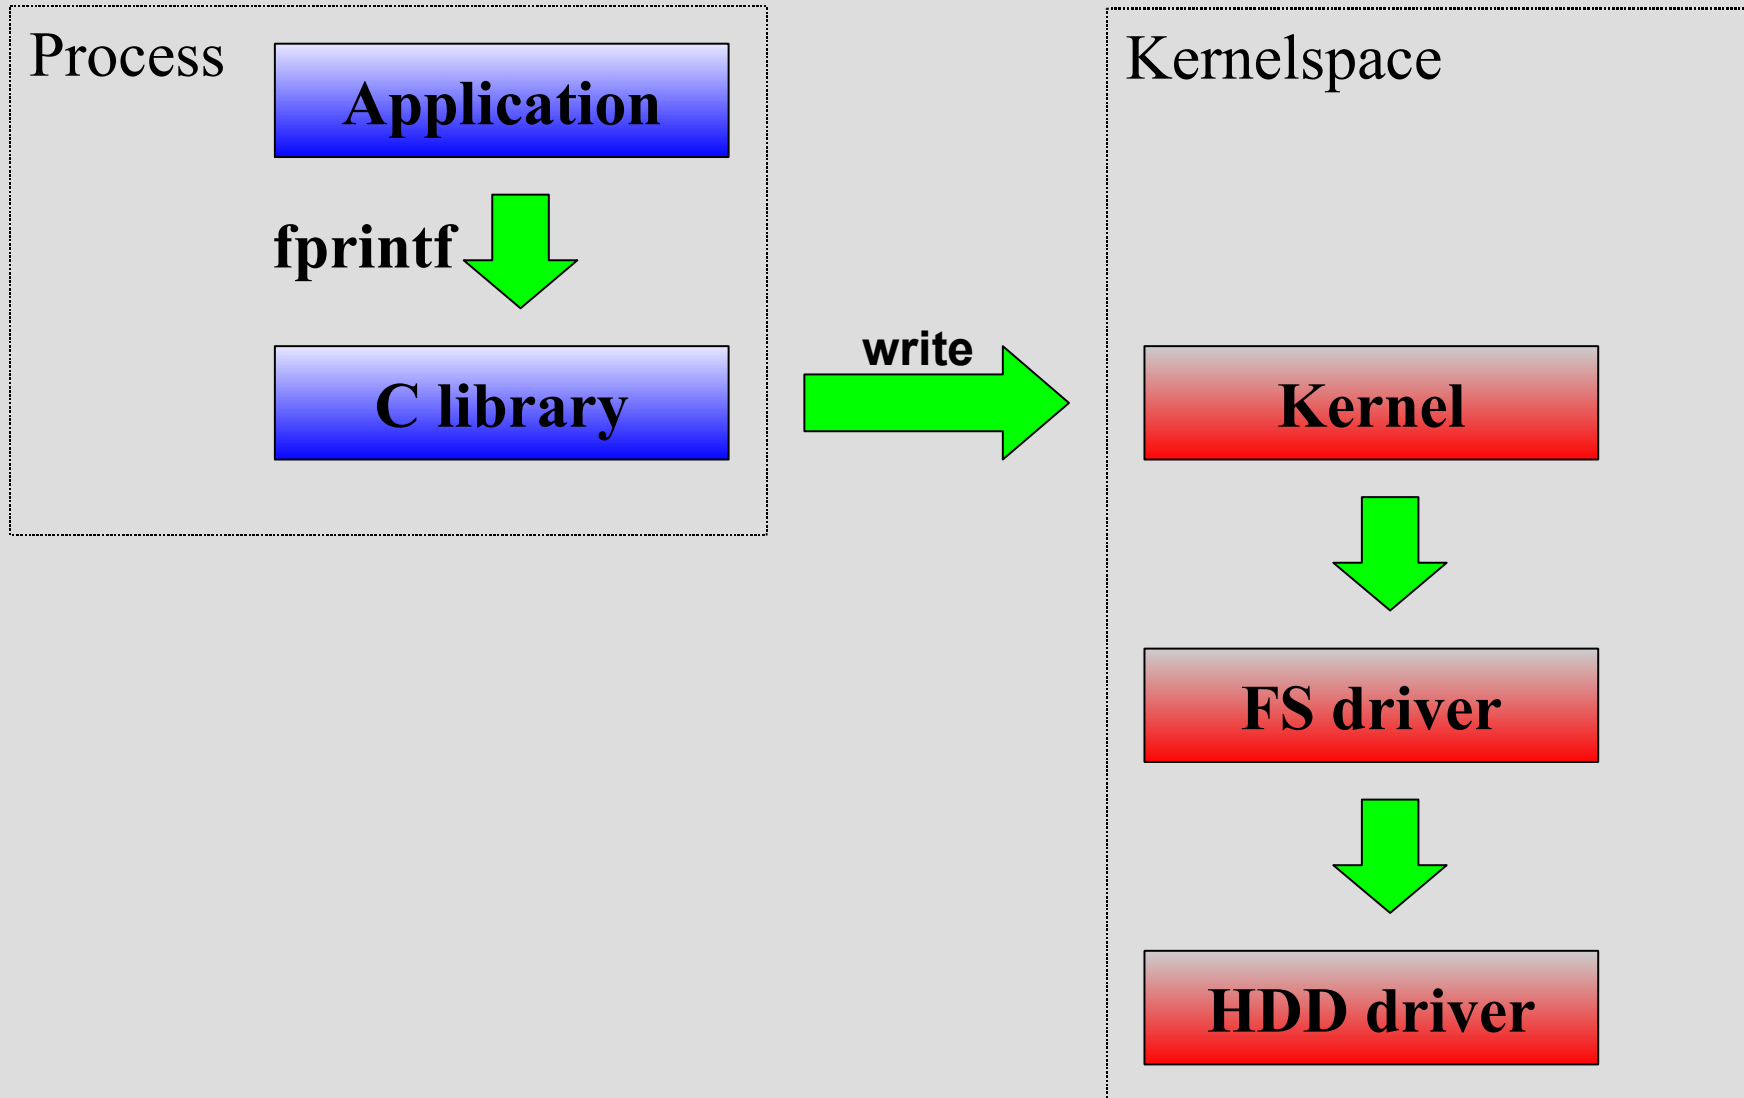 Process
Application
fprintf
C library
write
Kernelspace
Kernel
FS driver
HDD driver